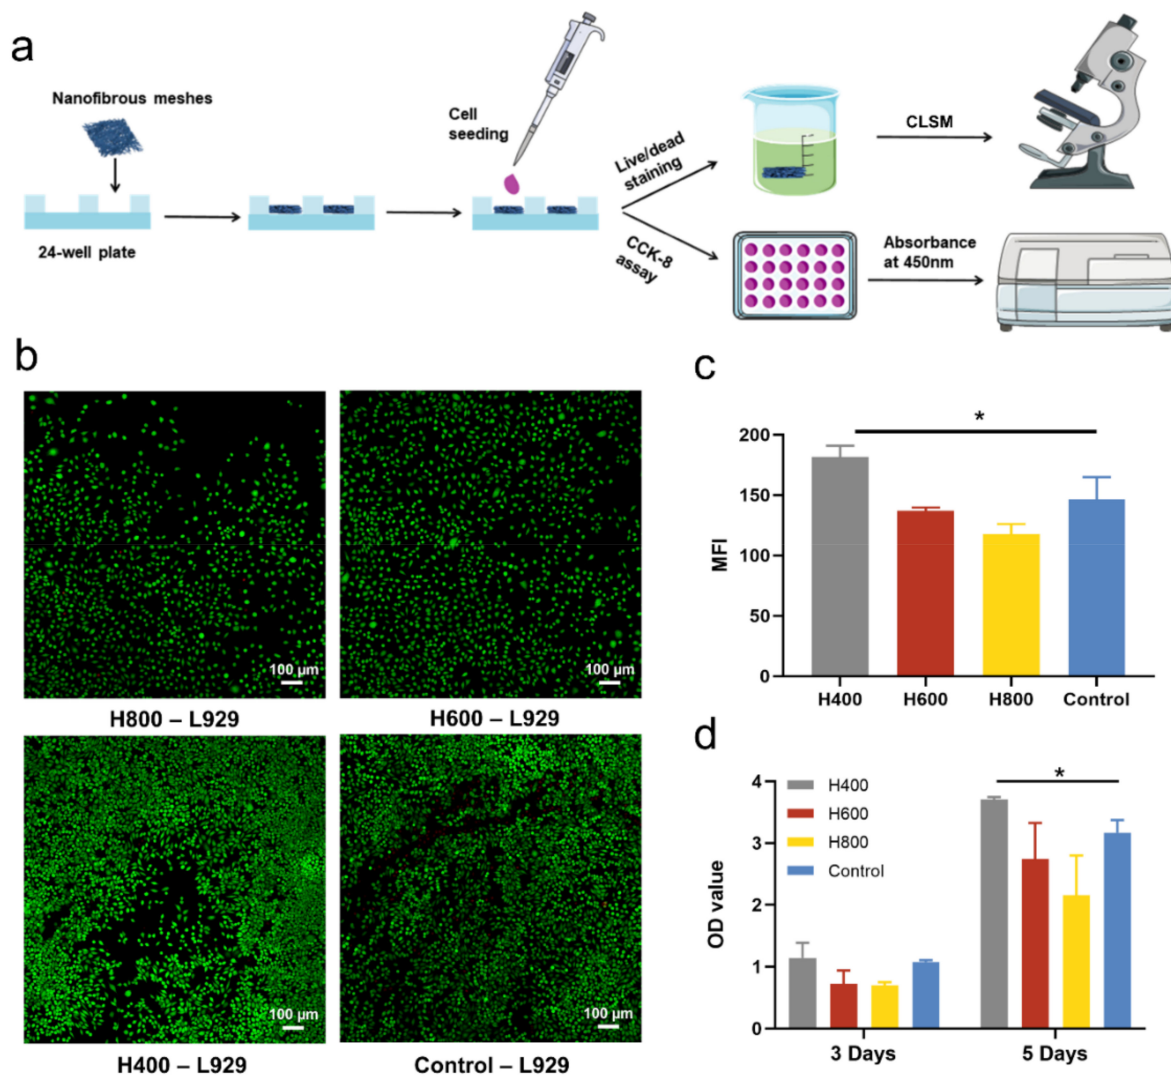 a
Nanofibrous meshes
24-well plate
Cell
seeding
Live/dead
staining
CCK-8
assay
CLSM
Absorbance
at 450nm
b
100 µm
H800 – L929
100 µm
H600 – L929
100 µm
H400 – L929
100 µm
Control – L929
c
*
MFI
200
150
100
50
0
H400
H600
H800
Control
d
*
OD value
4
3
2
1
0
H400
H600
H800
Control
3 Days
5 Days